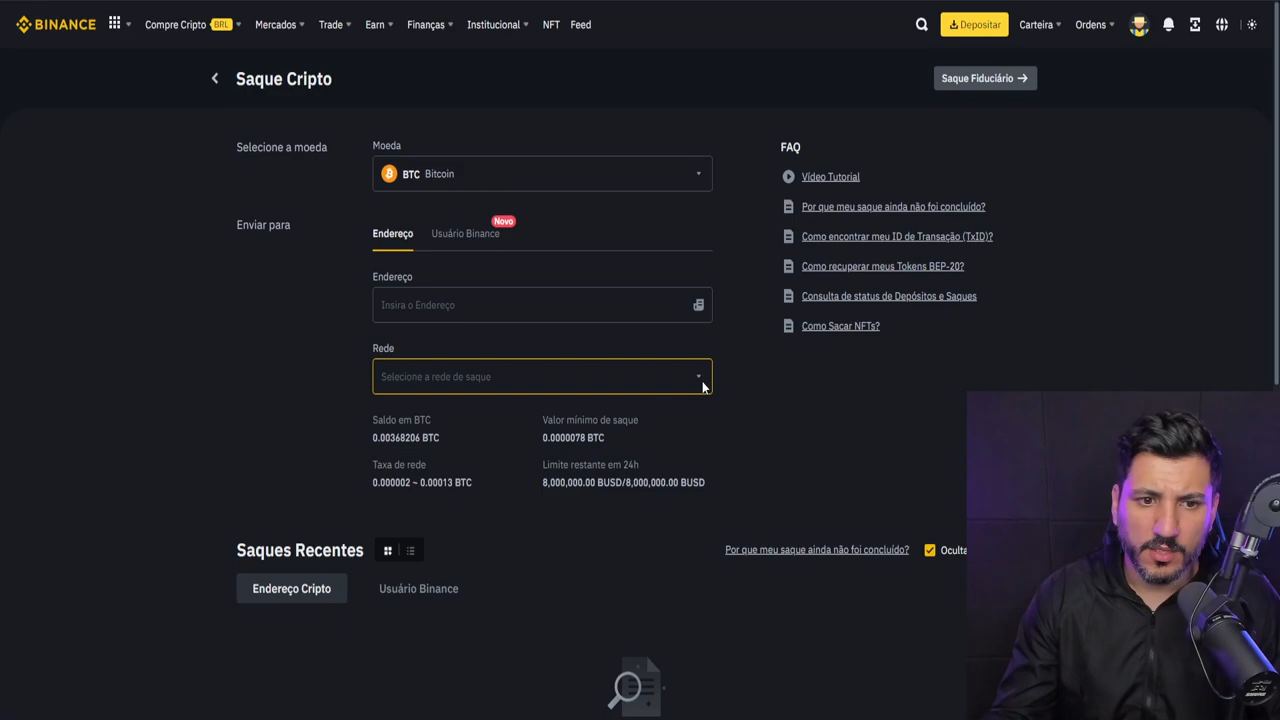 BINANCE
Compre Cripto BRL
Mercados
Trade
Earn
Finanças
Institucional
NFT
Feed
Depositar
Carteira
Ordens
Saque Cripto
Saque Fiduciário →
Selecione a moeda
Moeda
BTC Bitcoin
Enviar para
Endereço
Usuário Binance
Novo
Endereço
Insira o Endereço
Rede
Selecione a rede de saque
Saldo em BTC
0.00368206 BTC
Valor mínimo de saque
0.0000078 BTC
Taxa de rede
0.000002 ~ 0.00013 BTC
Limite restante em 24h
8,000,000.00 BUSD/8,000,000.00 BUSD
FAQ
Vídeo Tutorial
Por que meu saque ainda não foi concluído?
Como encontrar meu ID de Transação (TxID)?
Como recuperar meus Tokens BEP-20?
Consulta de status de Depósitos e Saques
Como Sacar NFTs?
Saques Recentes
Por que meu saque ainda não foi concluído?
Oculta
Endereço Cripto
Usuário Binance